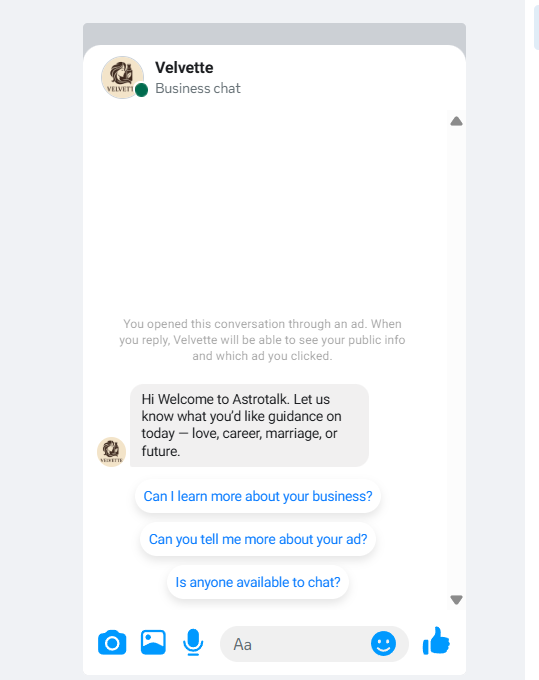 Velvette
Business chat
You opened this conversation through an ad. When
you reply, Velvette will be able to see your public info
and which ad you clicked.
Hi Welcome to Astrotalk. Let us
know what you'd like guidance on
today — love, career, marriage, or
future.
Can I learn more about your business?
Can you tell me more about your ad?
Is anyone available to chat?
Aa